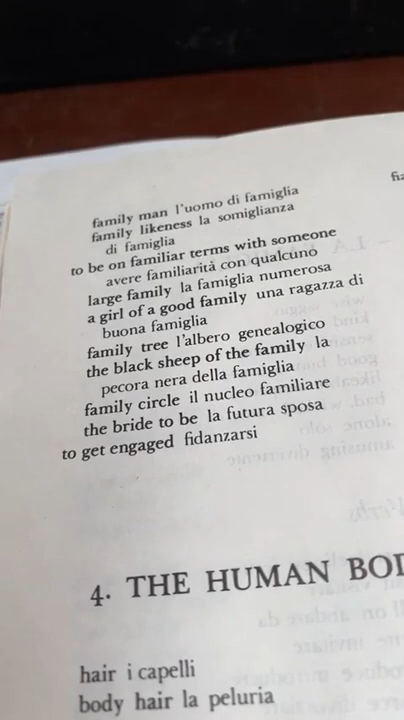 family man l'uomo di famiglia
family likeness la somiglianza
di famiglia
to be on familiar terms with someone
avere familiarità con qualcuno
large family la famiglia numerosa
a girl of a good family una ragazza di
buona famiglia
family tree l'albero genealogico
the black sheep of the family la
pecora nera della famiglia
family circle il nucleo familiare
the bride to be la futura sposa
to get engaged fidanzarsi
4. THE HUMAN
hair i capelli
body hair la peluria